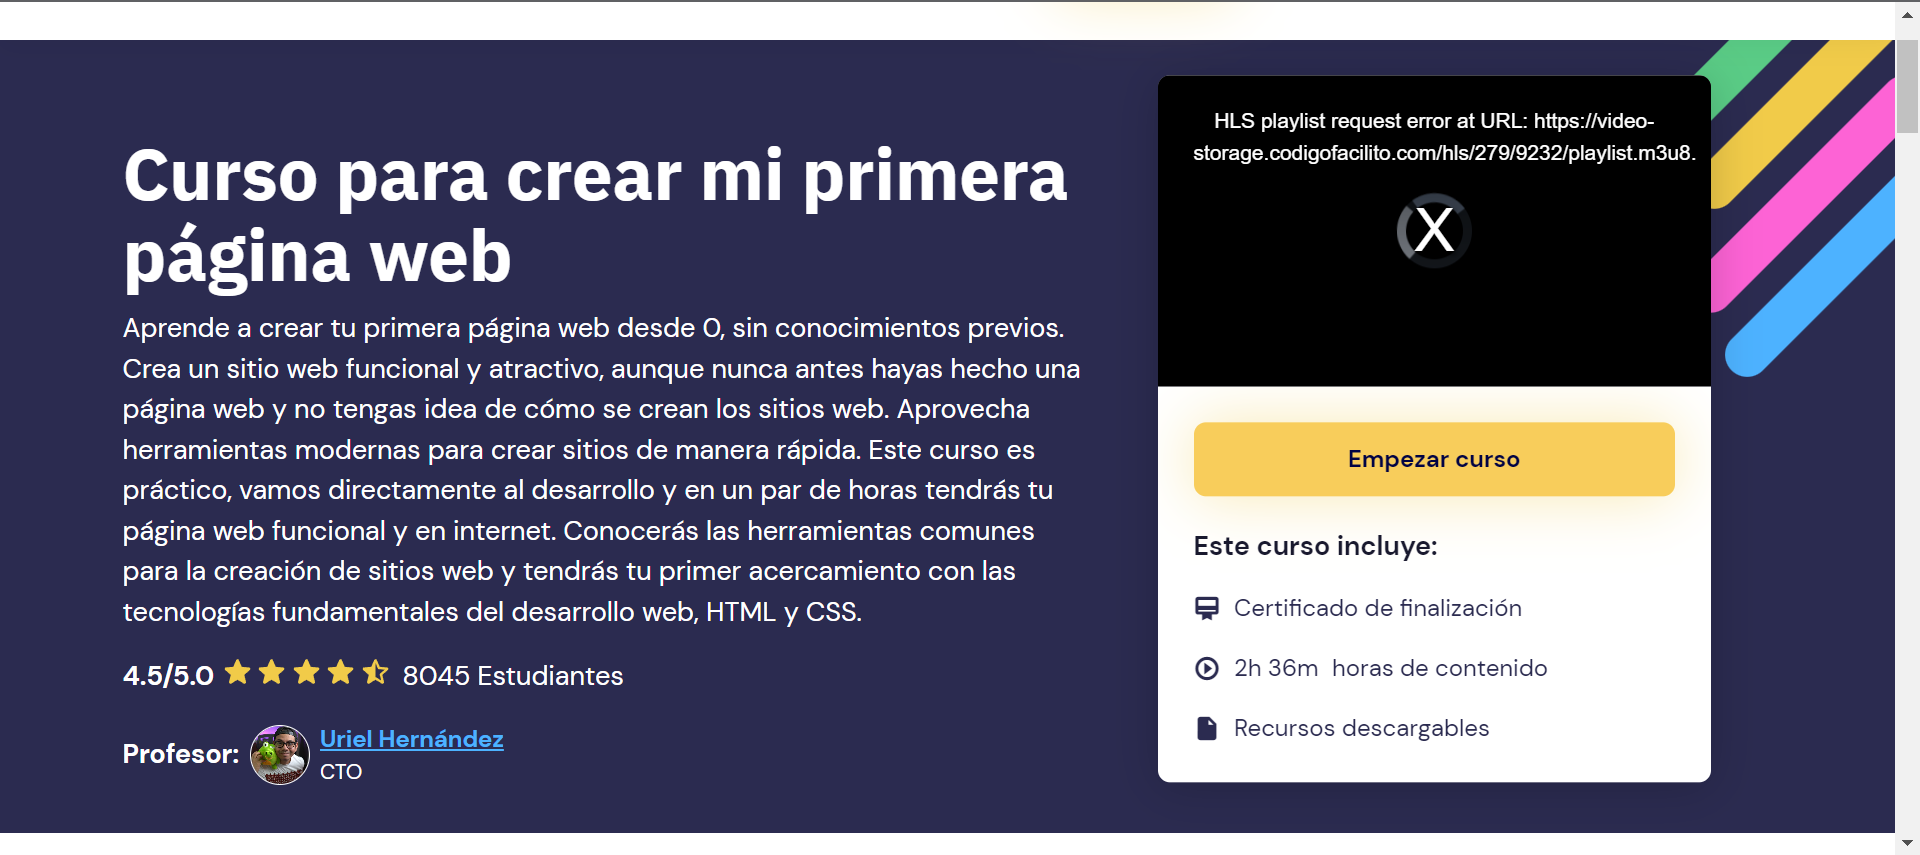 Curso para crear mi primera
página web
Aprende a crear tu primera página web desde 0, sin conocimientos previos.
Crea un sitio web funcional y atractivo, aunque nunca antes hayas hecho una
página web y no tengas idea de cómo se crean los sitios web. Aprovecha
herramientas modernas para crear sitios de manera rápida. Este curso es
práctico, vamos directamente al desarrollo y en un par de horas tendrás tu
página web funcional y en internet. Conocerás las herramientas comunes
para la creación de sitios web y tendrás tu primer acercamiento con las
tecnologías fundamentales del desarrollo web, HTML y CSS.
4.5/5.0 8045 Estudiantes
Profesor: Uriel Hernández
CTO
HLS playlist request error at URL: https://video-
storage.codigofacilito.com/hls/279/9232/playlist.m3u8.
X
Empezar curso
Este curso incluye:
Certificado de finalización
2h 36m horas de contenido
Recursos descargables